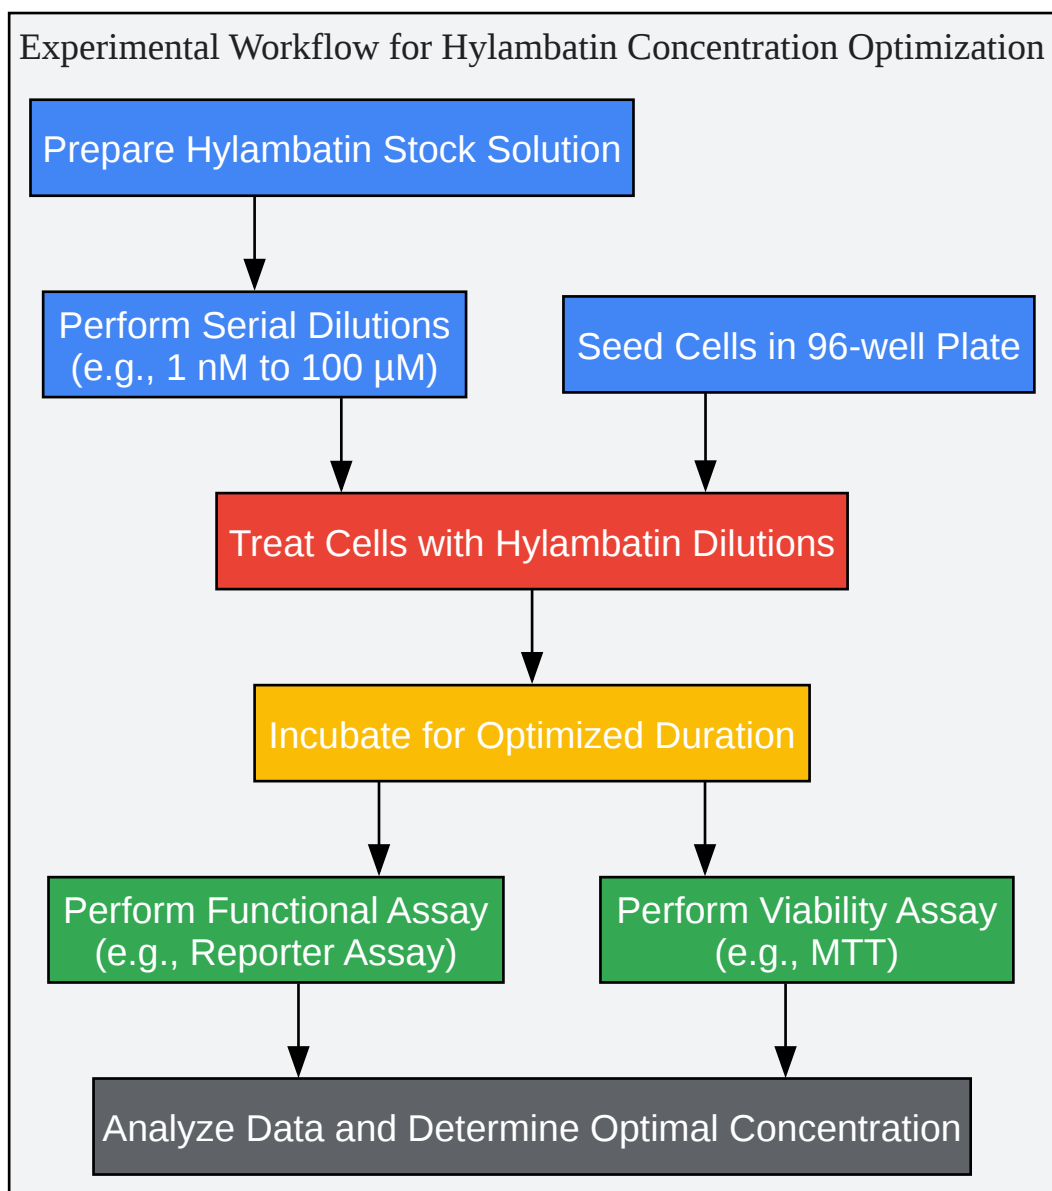 Experimental Workflow for Hylambatin Concentration Optimization
Prepare Hylambatin Stock Solution
Perform Serial Dilutions
(e.g., 1 nM to 100 µM)
Seed Cells in 96-well Plate
Treat Cells with Hylambatin Dilutions
Incubate for Optimized Duration
Perform Functional Assay
(e.g., Reporter Assay)
Perform Viability Assay
(e.g., MTT)
Analyze Data and Determine Optimal Concentration